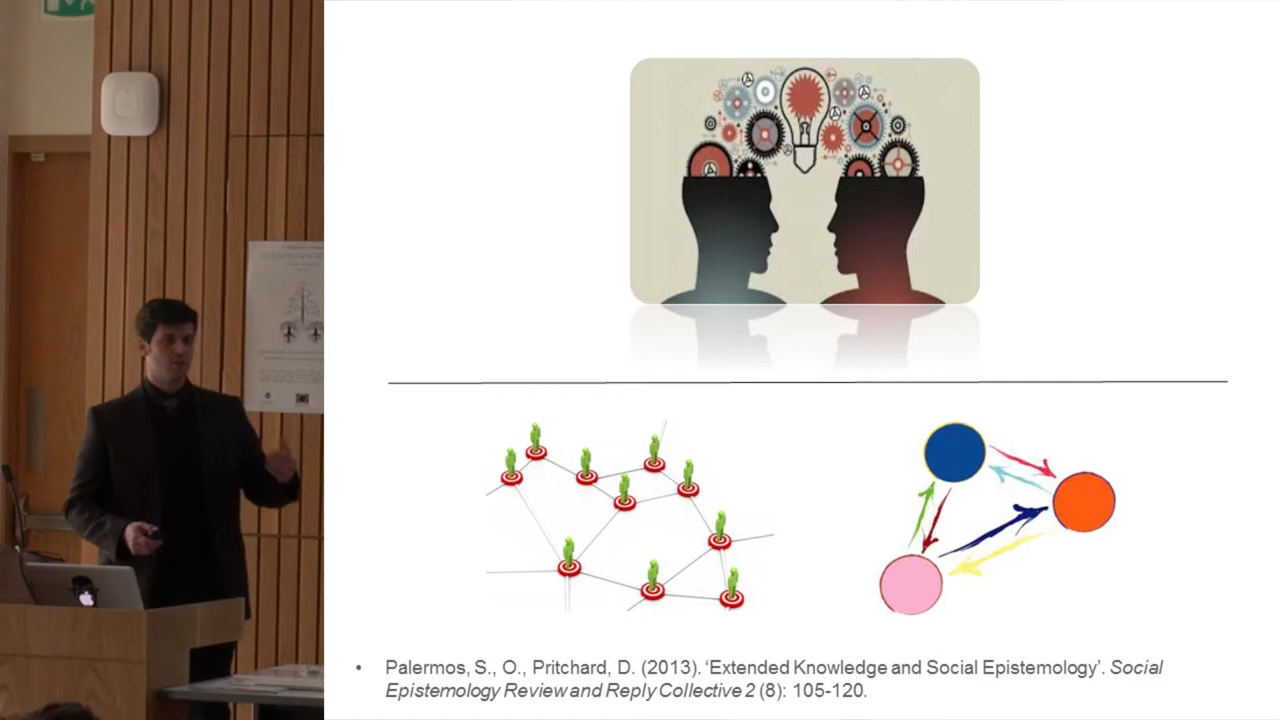 • Palermos, S., O., Pritchard, D. (2013). ‘Extended Knowledge and Social Epistemology’. Social
Epistemology Review and Reply Collective 2 (8): 105-120.